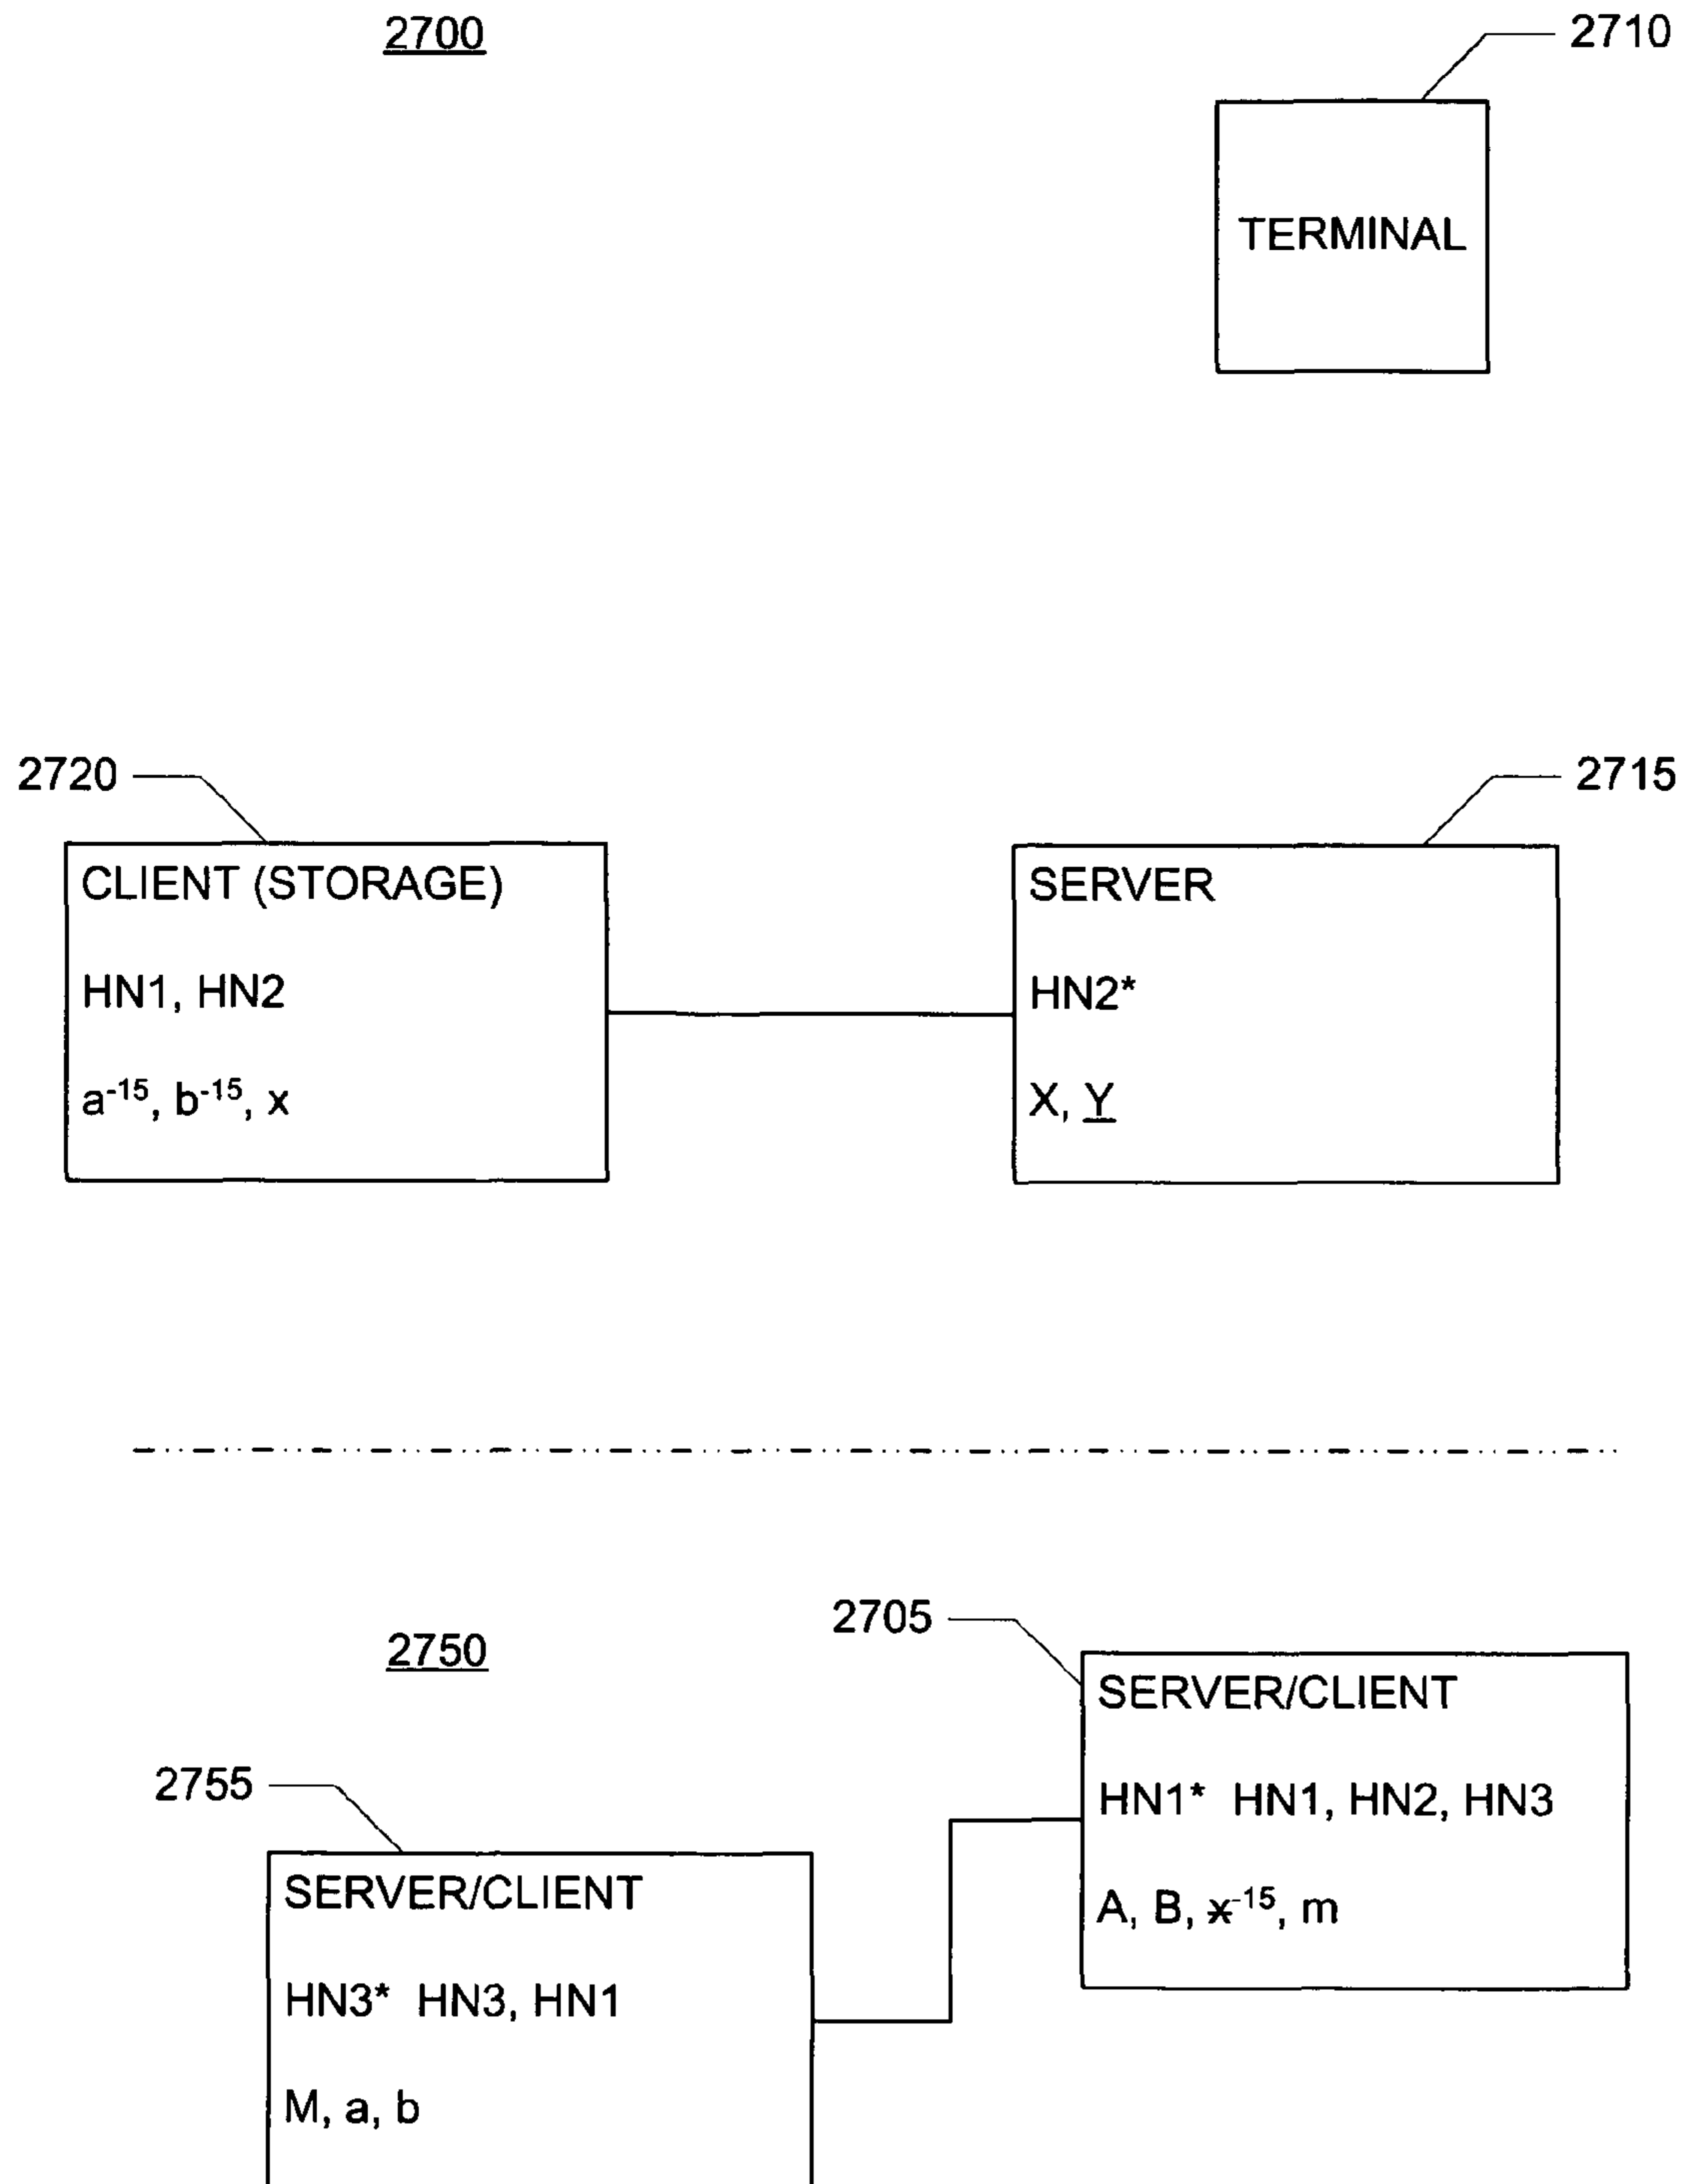 2700
2710
TERMINAL
2720
2715
CLIENT (STORAGE)
HN1, HN2
a⁻¹⁵, b⁻¹⁵, x
SERVER
HN2*
X, Y
2750
2705
SERVER/CLIENT
HN1* HN1, HN2, HN3
A, B, x⁻¹⁵, m
2755
SERVER/CLIENT
HN3* HN3, HN1
M, a, b